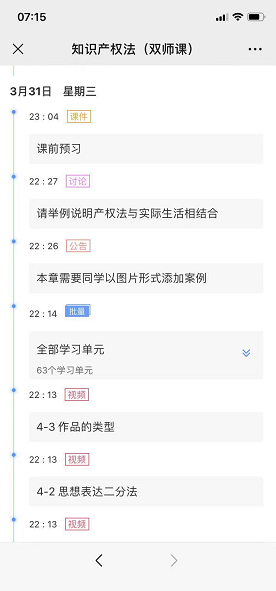 07:15
知识产权法（双师课）
3月31日 星期三
23：04 课件
课前预习
22：27 讨论
请举例说明产权法与实际生活相结合
22：26 公告
本章需要同学以图片形式添加案例
22：14 批量
全部学习单元
63个学习单元
22：13 视频
4-3 作品的类型
22：13 视频
4-2 思想表达二分法
22：13 视频